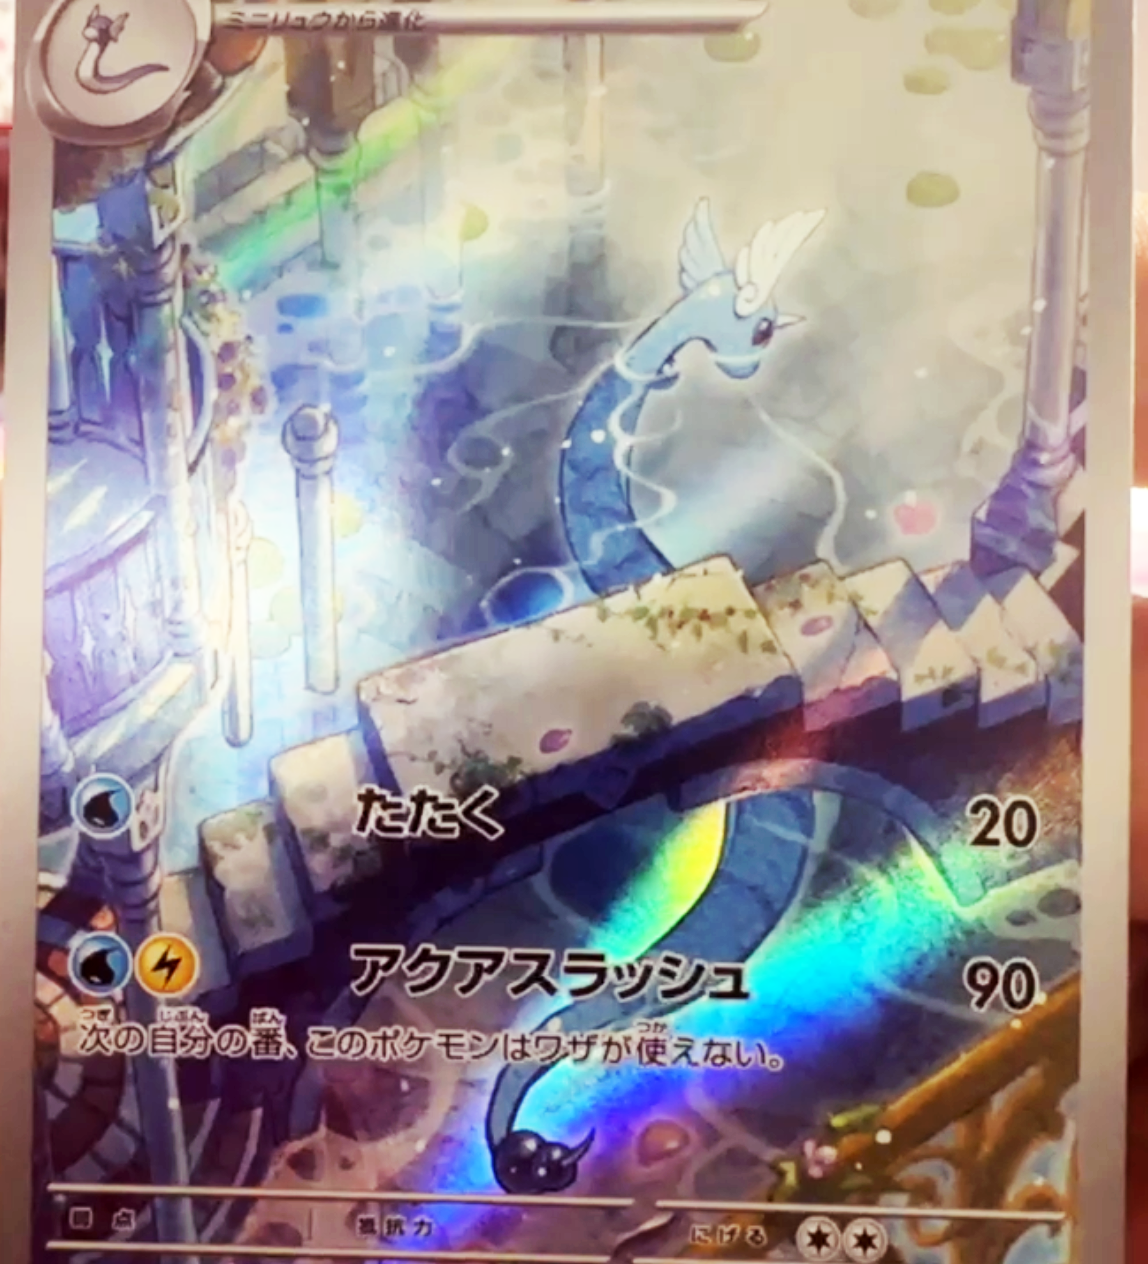 ミニリュウから進化
たたく 20
アクアスラッシュ 90
次の自分の番、このポケモンはワザが使えない。
弱点 抵抗力 にげる